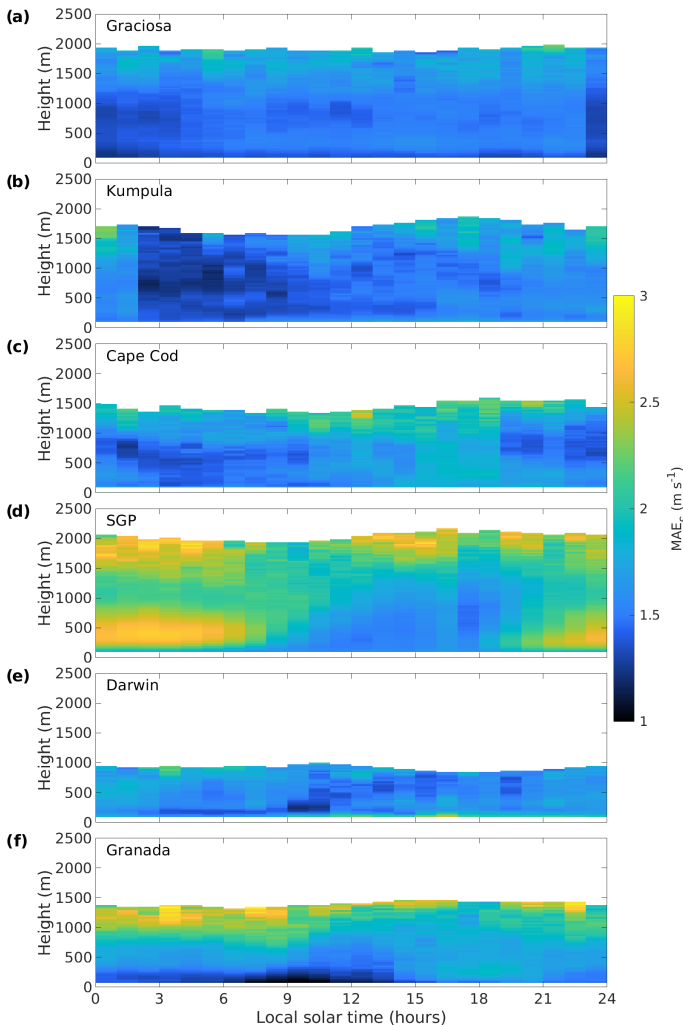 (a)
Graciosa
2500
2000
1500
1000
500
0
Height (m)
(b)
Kumpula
2500
2000
1500
1000
500
0
Height (m)
(c)
Cape Cod
2500
2000
1500
1000
500
0
Height (m)
(d)
SGP
2500
2000
1500
1000
500
0
Height (m)
(e)
Darwin
2500
2000
1500
1000
500
0
Height (m)
(f)
Granada
2500
2000
1500
1000
500
0
Height (m)
0 3 6 9 12 15 18 21 24
Local solar time (hours)
3
2.5
2
1.5
1
(m s⁻¹)